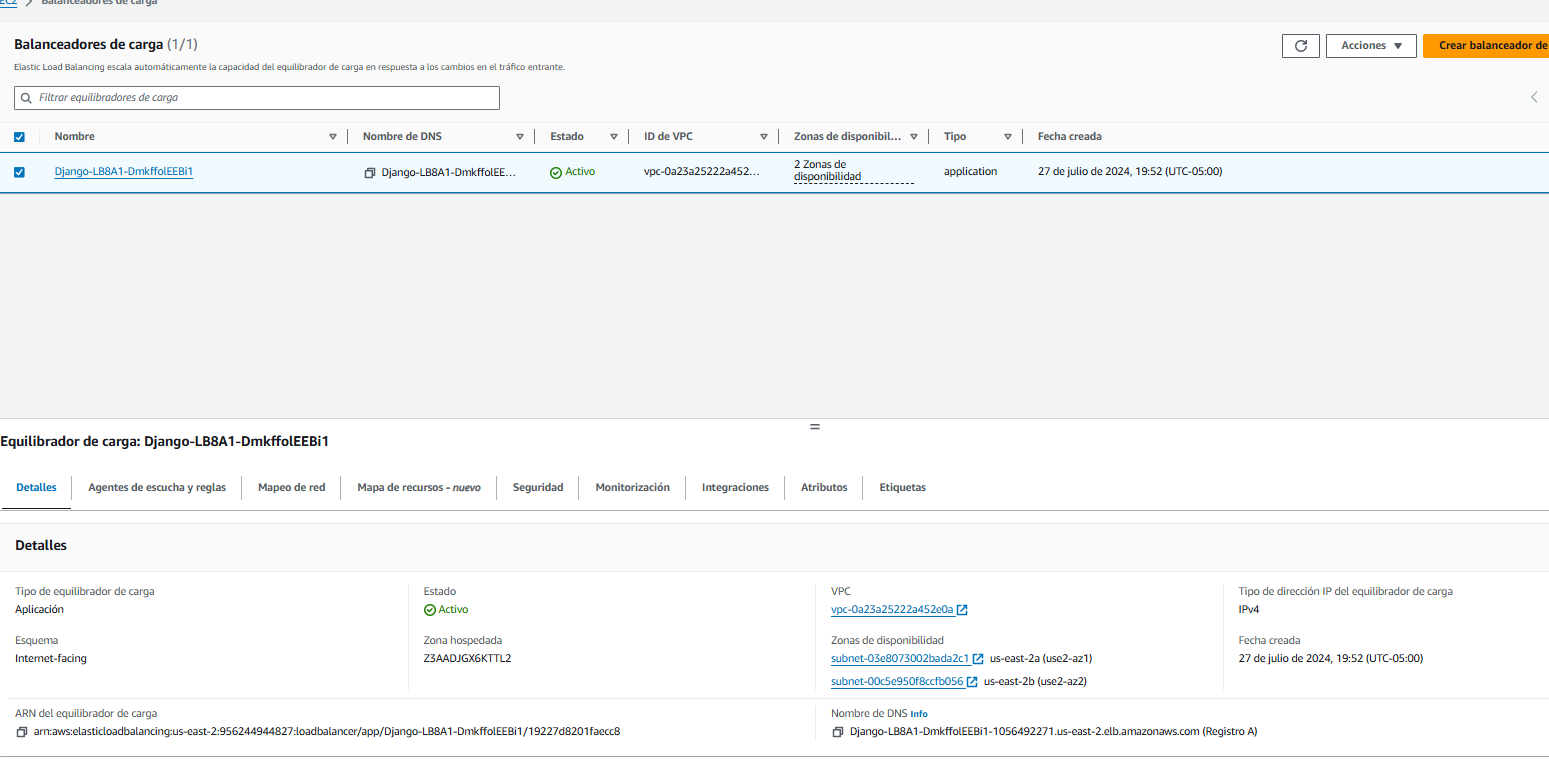 EC2 > Balanceadores de carga
Balanceadores de carga (1/1)
Elastic Load Balancing escala automáticamente la capacidad del equilibrador de carga en respuesta a los cambios en el tráfico entrante.
Acciones
Crear balanceador de
Filtrar equilibradores de carga
Nombre Nombre de DNS Estado ID de VPC Zonas de disponibil... Tipo Fecha creada
Django-LB8A1-DmkffolEEBi1 Django-LB8A1-DmkffolEE... Activo vpc-0a23a25222a452... 2 Zonas de disponibilidad application 27 de julio de 2024, 19:52 (UTC-05:00)
Equilibrador de carga: Django-LB8A1-DmkffolEEBi1
Detalles Agentes de escucha y reglas Mapeo de red Mapa de recursos - nuevo Seguridad Monitorización Integraciones Atributos Etiquetas
Detalles
Tipo de equilibrador de carga
Aplicación
Estado
Activo
VPC
vpc-0a23a25222a452e0a
Tipo de dirección IP del equilibrador de carga
IPv4
Esquema
Internet-facing
Zona hospedada
Z3AADJGX6KTTL2
Zonas de disponibilidad
subnet-03e8073002bada2c1 us-east-2a (use2-az1)
subnet-00c5e950f8ccfb056 us-east-2b (use2-az2)
Fecha creada
27 de julio de 2024, 19:52 (UTC-05:00)
ARN del equilibrador de carga
arn:aws:elasticloadbalancing:us-east-2:956244944827:loadbalancer/app/Django-LB8A1-DmkffolEEBi1/19227d8201faecc8
Nombre de DNS Info
Django-LB8A1-DmkffolEEBi1-1056492271.us-east-2.elb.amazonaws.com (Registro A)